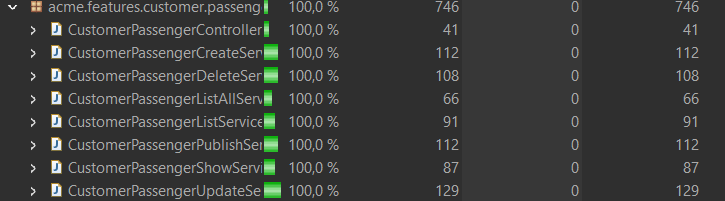 acme.features.customer.passeng 100,0 % 746 0 746
CustomerPassengerController 100,0 % 41 0 41
CustomerPassengerCreateServ 100,0 % 112 0 112
CustomerPassengerDeleteSer 100,0 % 108 0 108
CustomerPassengerListAllServ 100,0 % 66 0 66
CustomerPassengerListService 100,0 % 91 0 91
CustomerPassengerPublishSer 100,0 % 112 0 112
CustomerPassengerShowServi 100,0 % 87 0 87
CustomerPassengerUpdateSe 100,0 % 129 0 129